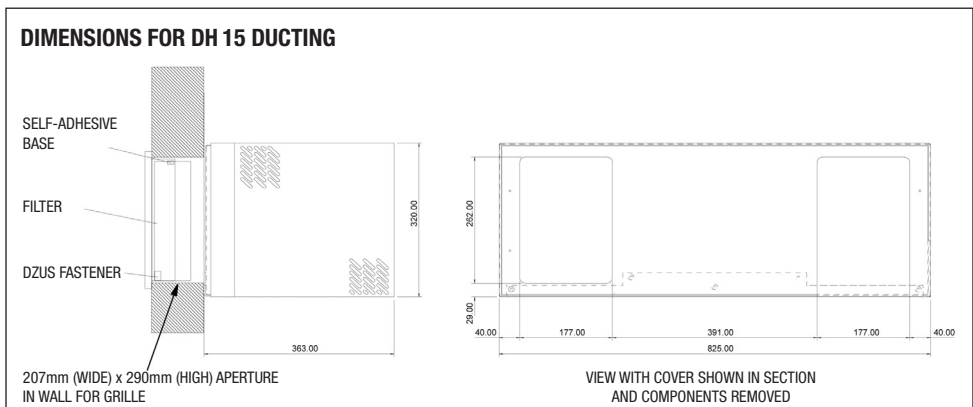 DIMENSIONS FOR DH 15 DUCTING
SELF-ADHESIVE
BASE
FILTER
DZUS FASTENER
320.00
363.00
207mm (WIDE) x 290mm (HIGH) APERTURE
IN WALL FOR GRILLE
262.00
29.00
40.00 177.00 391.00 177.00 40.00
825.00
VIEW WITH COVER SHOWN IN SECTION
AND COMPONENTS REMOVED